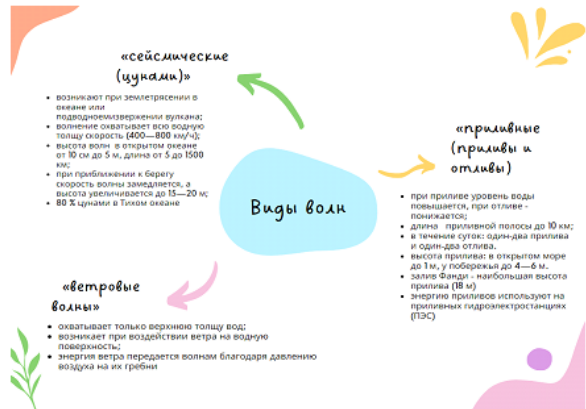 «сейсмические
(цунами)»
• возникают при землетрясении в
океане или
подводноемизвержении вулкана;
• волнение охватывает всю водную
толщу скорость (400—800 км/ч);
• высота волн в открытом океане
от 10 см до 5 м, длина от 5 до 1500
км;
• при приближении к берегу
скорость волны замедляется, а
высота увеличивается до 15—20 м;
• 80 % цунами в Тихом океане
«приливные
(приливы и
отливы)
• при приливе уровень воды
повышается, при отливе -
понижается;
• длина приливной полосы до 10 км;
• в течение суток: один-два прилива
и один-два отлива.
• высота прилива: в открытом море
до 1 м, у побережья до 4—6 м.
• залив Фанди - наибольшая высота
прилива (18 м)
• энергию приливов используют на
приливных гидроэлектростанциях
(ПЭС)
Виды волн
«ветровые
волны»
• охватывает только верхнюю толщу вод;
• возникает при воздействии ветра на водную
поверхность;
• энергия ветра передается волнам благодаря давлению
воздуха на их гребни